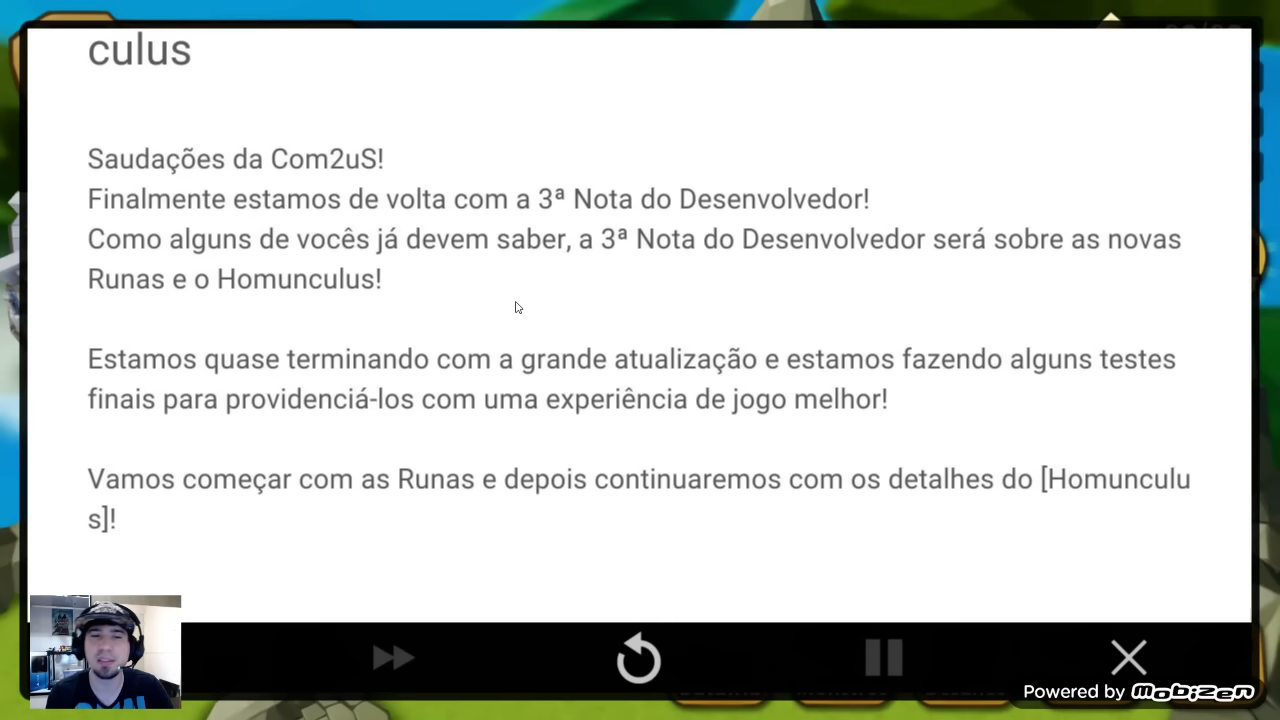 culus
Saudações da Com2uS!
Finalmente estamos de volta com a 3ª Nota do Desenvolvedor!
Como alguns de vocês já devem saber, a 3ª Nota do Desenvolvedor será sobre as novas
Runas e o Homunculus!
Estamos quase terminando com a grande atualização e estamos fazendo alguns testes
finais para providenciá-los com uma experiência de jogo melhor!
Vamos começar com as Runas e depois continuaremos com os detalhes do [Homunculu
s]!
Powered by Mobizen